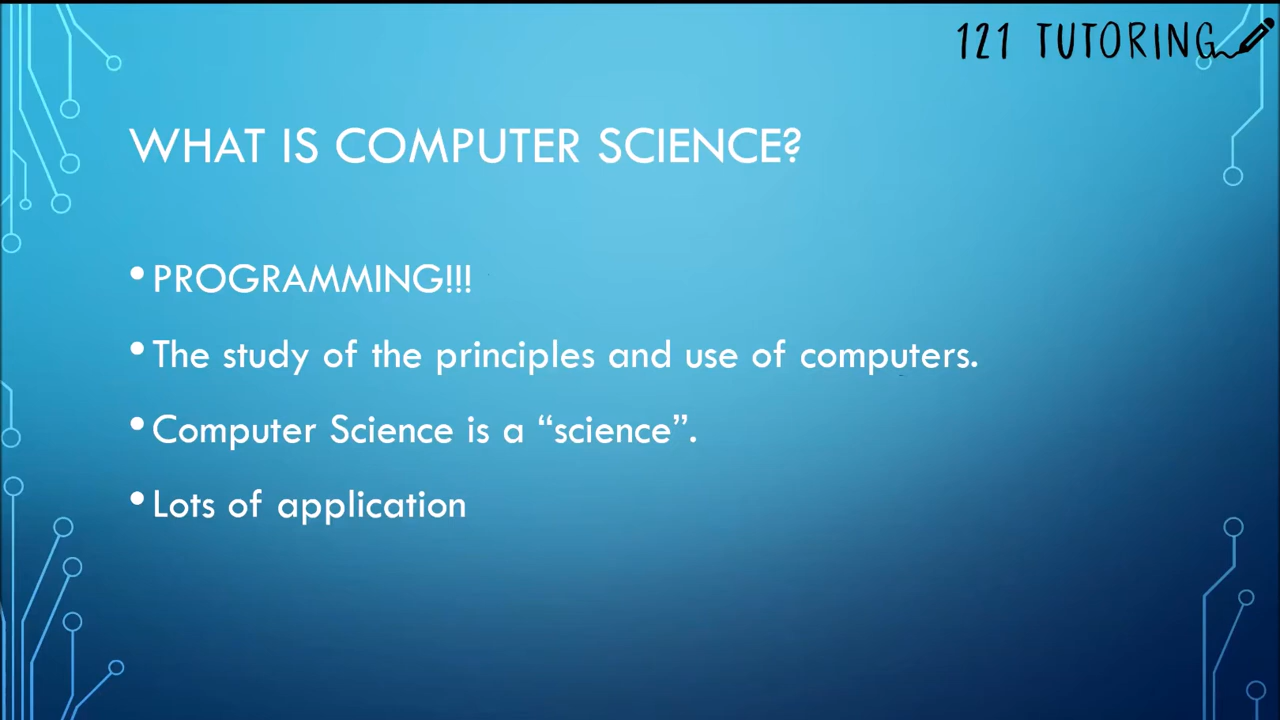 121 TUTORING
WHAT IS COMPUTER SCIENCE?
• PROGRAMMING!!!
• The study of the principles and use of computers.
• Computer Science is a “science”.
• Lots of application